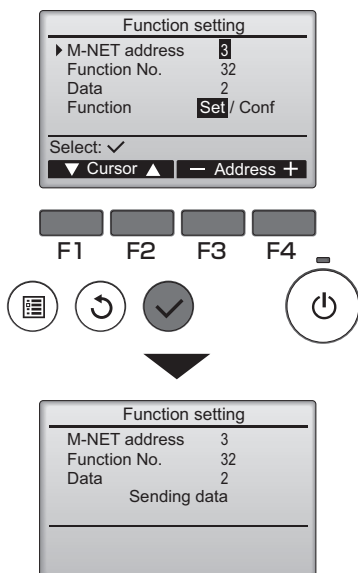 Function setting
M-NET address 3
Function No. 32
Data 2
Function Set / Conf
Select: ✓
▼ Cursor ▲ − Address +
F1 F2 F3 F4
Function setting
M-NET address 3
Function No. 32
Data 2
Sending data